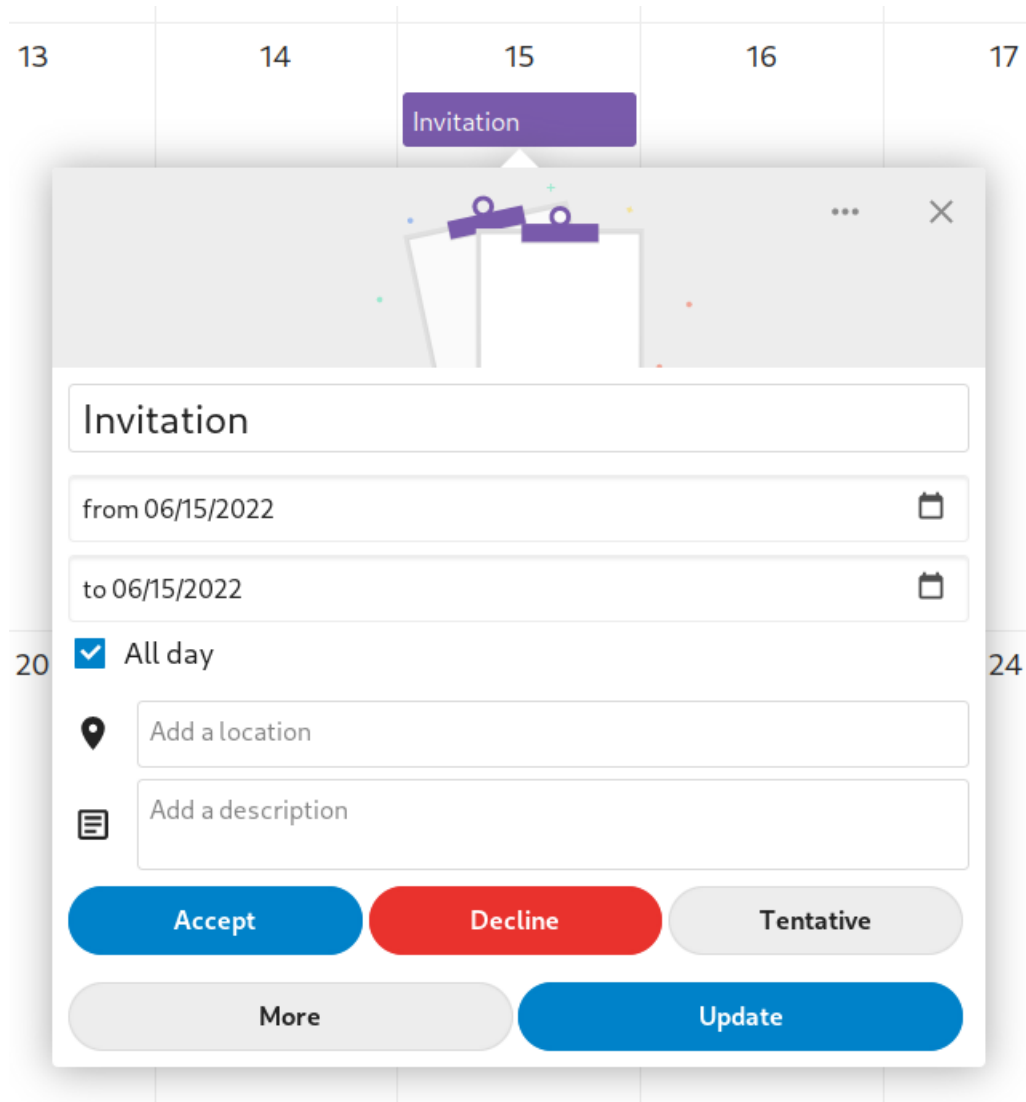 13 14 15 16 17
Invitation
Invitation
from 06/15/2022
to 06/15/2022
All day
20 24
Add a location
Add a description
Accept Decline Tentative
More Update